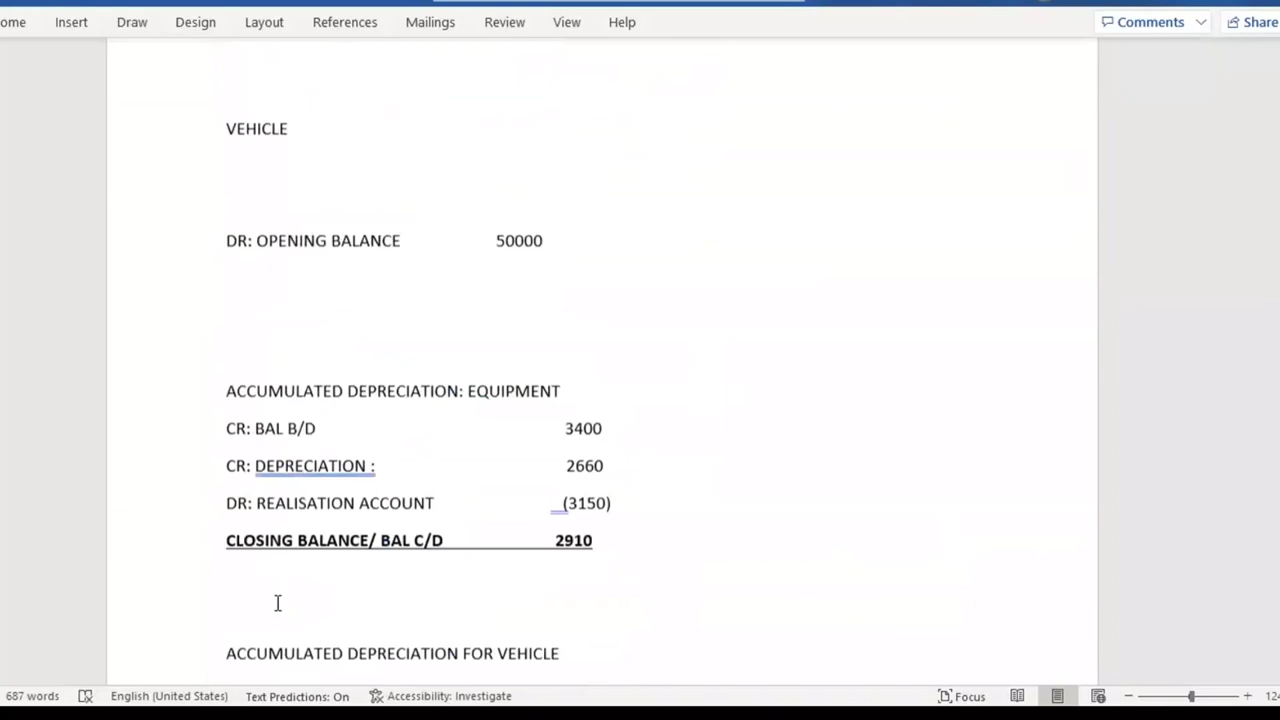 ome Insert Draw Design Layout References Mailings Review View Help Comments Share
VEHICLE
DR: OPENING BALANCE 50000
ACCUMULATED DEPRECIATION: EQUIPMENT
CR: BAL B/D 3400
CR: DEPRECIATION : 2660
DR: REALISATION ACCOUNT (3150)
CLOSING BALANCE/ BAL C/D 2910
ACCUMULATED DEPRECIATION FOR VEHICLE
687 words English (United States) Text Predictions: On Accessibility: Investigate Focus 124